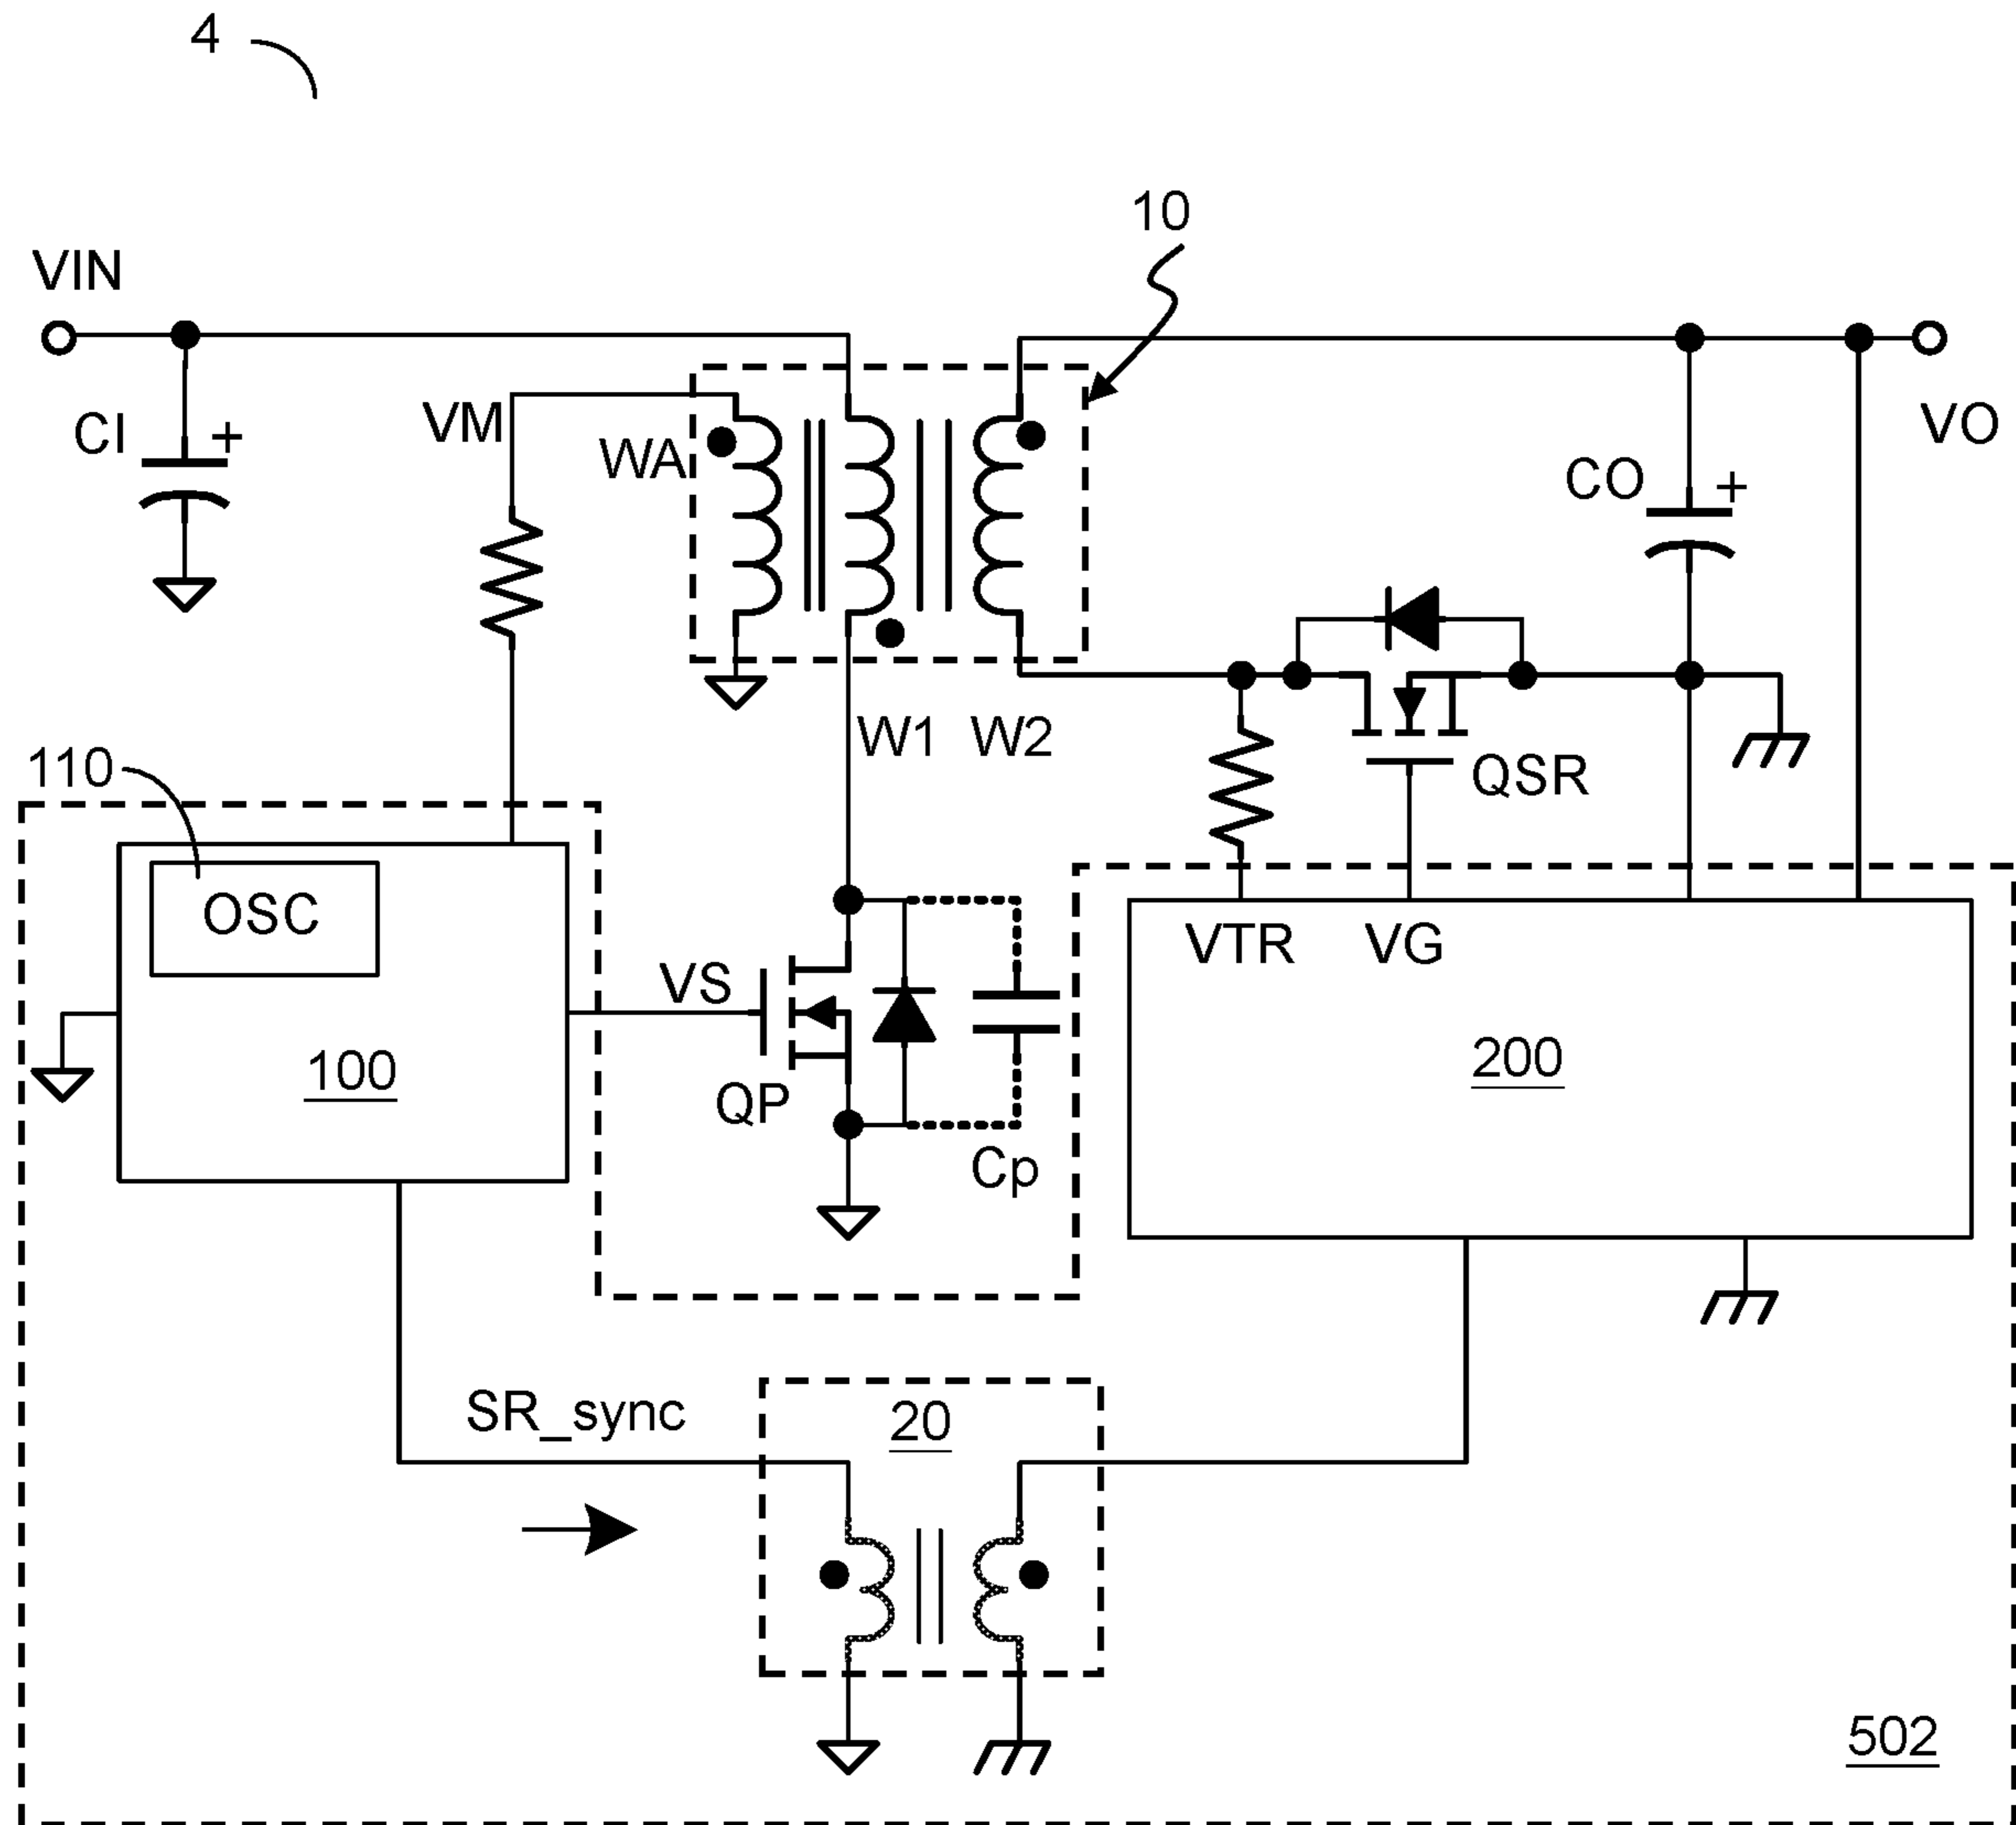 4
10
VIN
CI
+
VM
WA
VO
CO
+
W1
W2
QSR
110
OSC
VTR
VG
VS
100
200
QP
Cp
SR_sync
20
502